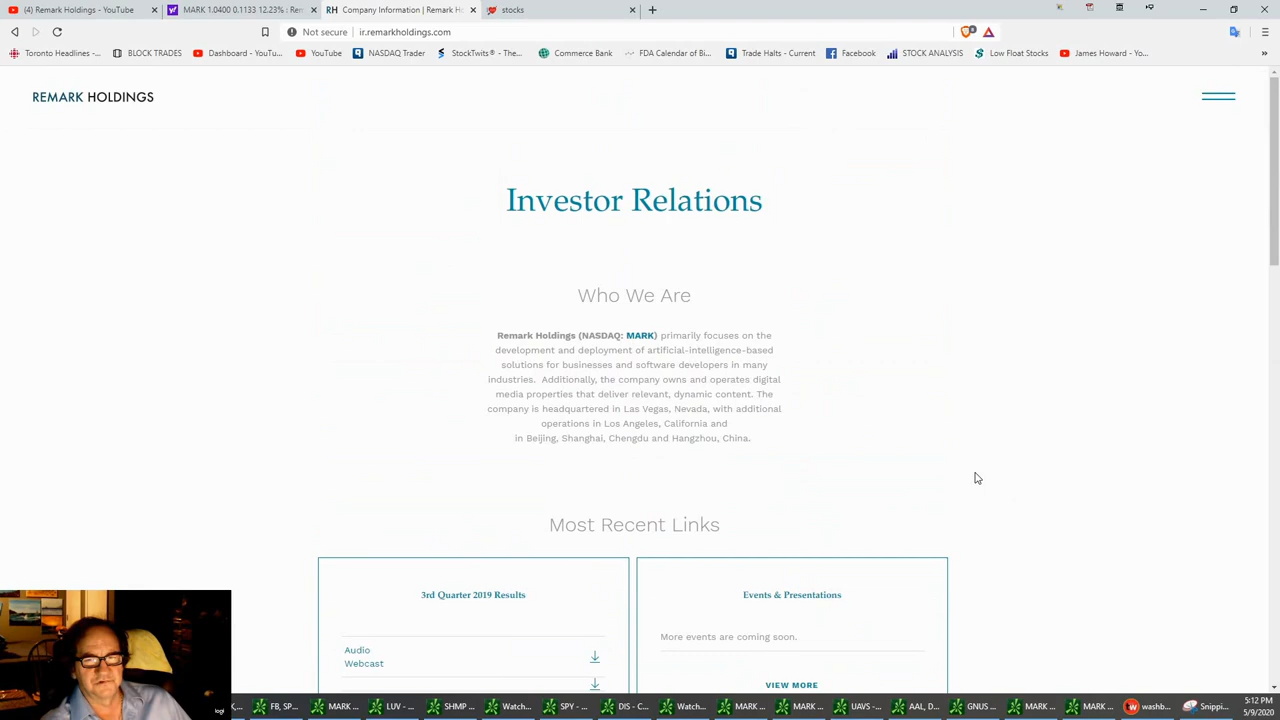 (4) Remark Holdings - YouTube
MARK 1.0400 0.1133 12.23% : Rem
RH Company Information | Remark Ho
stocks
Not secure
ir.remarkholdings.com
Toronto Headlines -...
BLOCK TRADES
Dashboard - YouTu...
YouTube
NASDAQ Trader
StockTwits® - The...
Commerce Bank
FDA Calendar of Bi...
Trade Halts - Current
Facebook
STOCK ANALYSIS
Low Float Stocks
James Howard - Yo...
REMARK HOLDINGS
Investor Relations
Who We Are
Remark Holdings (NASDAQ: MARK) primarily focuses on the
development and deployment of artificial-intelligence-based
solutions for businesses and software developers in many
industries. Additionally, the company owns and operates digital
media properties that deliver relevant, dynamic content. The
company is headquartered in Las Vegas, Nevada, with additional
operations in Los Angeles, California and
in Beijing, Shanghai, Chengdu and Hangzhou, China.
Most Recent Links
3rd Quarter 2019 Results
Audio
Webcast
Events & Presentations
More events are coming soon.
VIEW MORE
logi
FB, SP...
MARK ...
LUV - ...
SHMP ...
Watch...
SPY - ...
DIS - C...
Watch...
MARK ...
MARK ...
UAVS -...
AAL, D...
GNUS ...
MARK ...
MARK ...
washb...
Snippi...
5:12 PM
5/9/2020